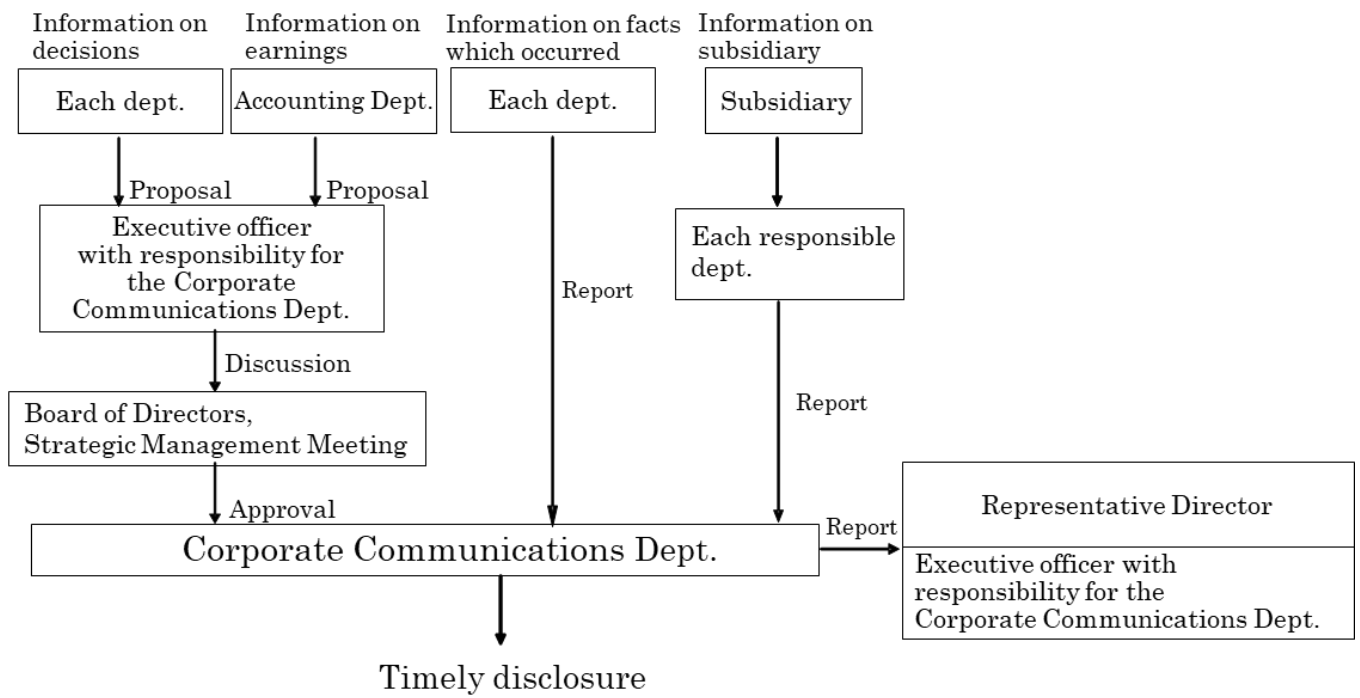 Information on
decisions
Information on
earnings
Information on facts
which occurred
Information on
subsidiary
Each dept.
Accounting Dept.
Each dept.
Subsidiary
Proposal
Proposal
Executive officer
with responsibility for
the Corporate
Communications Dept.
Each responsible
dept.
Report
Discussion
Board of Directors,
Strategic Management Meeting
Report
Approval
Corporate Communications Dept.
Report
Representative Director
Executive officer with
responsibility for the
Corporate Communications Dept.
Timely disclosure